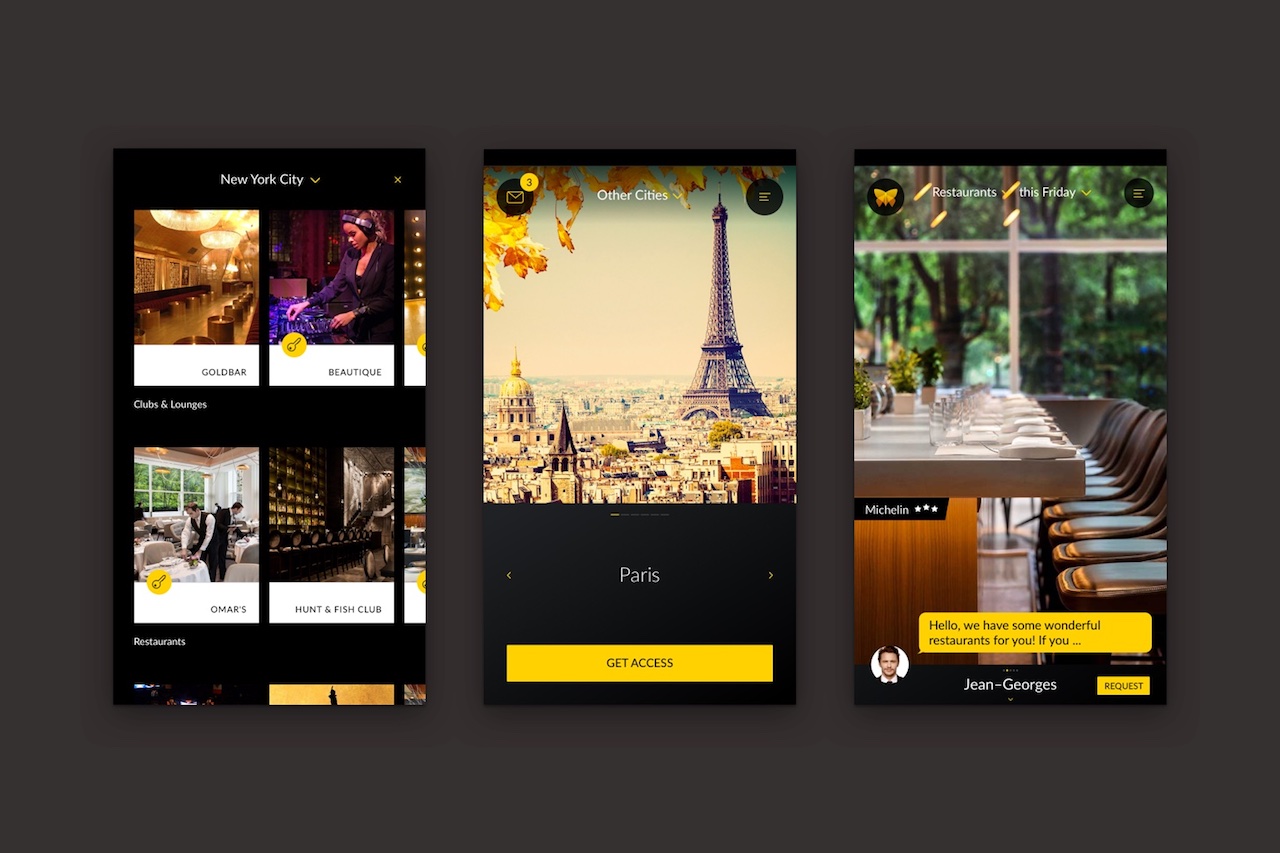 New York City
GOLDBAR
BEAUTIQUE
Clubs & Lounges
OMAR'S
HUNT & FISH CLUB
Restaurants
3
Other Cities
Paris
GET ACCESS
Restaurants
this Friday
Michelin
Hello, we have some wonderful
restaurants for you! If you ...
Jean–Georges
REQUEST